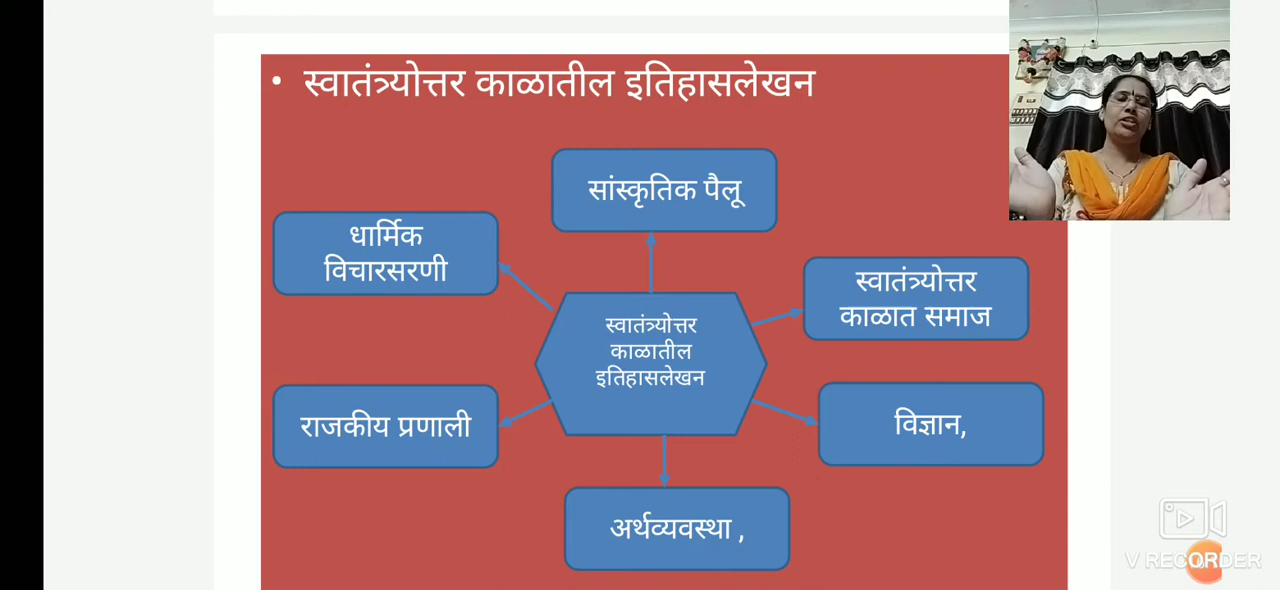 • स्वातंत्र्योत्तर काळातील इतिहासलेखन
सांस्कृतिक पैलू
धार्मिक
विचारसरणी
स्वातंत्र्योत्तर
काळात समाज
स्वातंत्र्योत्तर
काळातील
इतिहासलेखन
राजकीय प्रणाली
विज्ञान,
अर्थव्यवस्था ,
V RECORDER